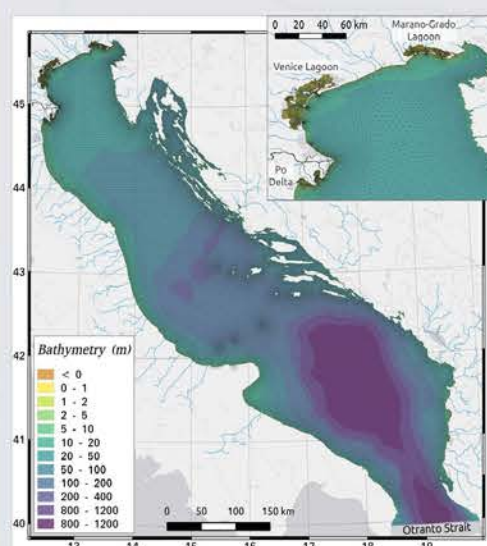 0 20 40 60 km
Marano-Grado
Lagoon
Venice Lagoon
Po
Delta
45
44
43
42
41
40
Bathymetry (m)
< 0
0 - 1
1 - 2
2 - 5
5 - 10
10 - 20
20 - 50
50 - 100
100 - 200
200 - 400
800 - 1200
800 - 1200
0 50 100 150 km
Otranto Strait